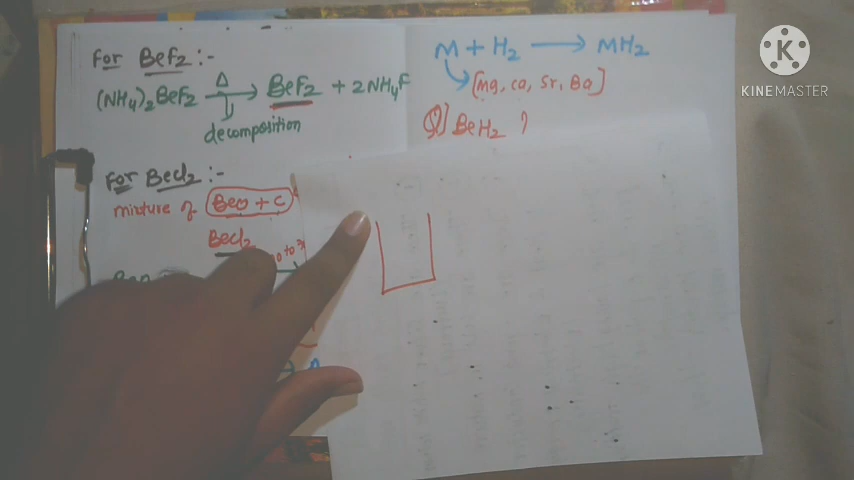 For BeF2 :-
(NH4)2BeF2 Δ→ BeF2 + 2NH4F
decomposition
For BeCl2 :-
mixture of BeO + C
BeCl2
M + H2 → MH2
[Mg, Ca, Sr, Ba]
Q] BeH2 ?
KINEMASTER